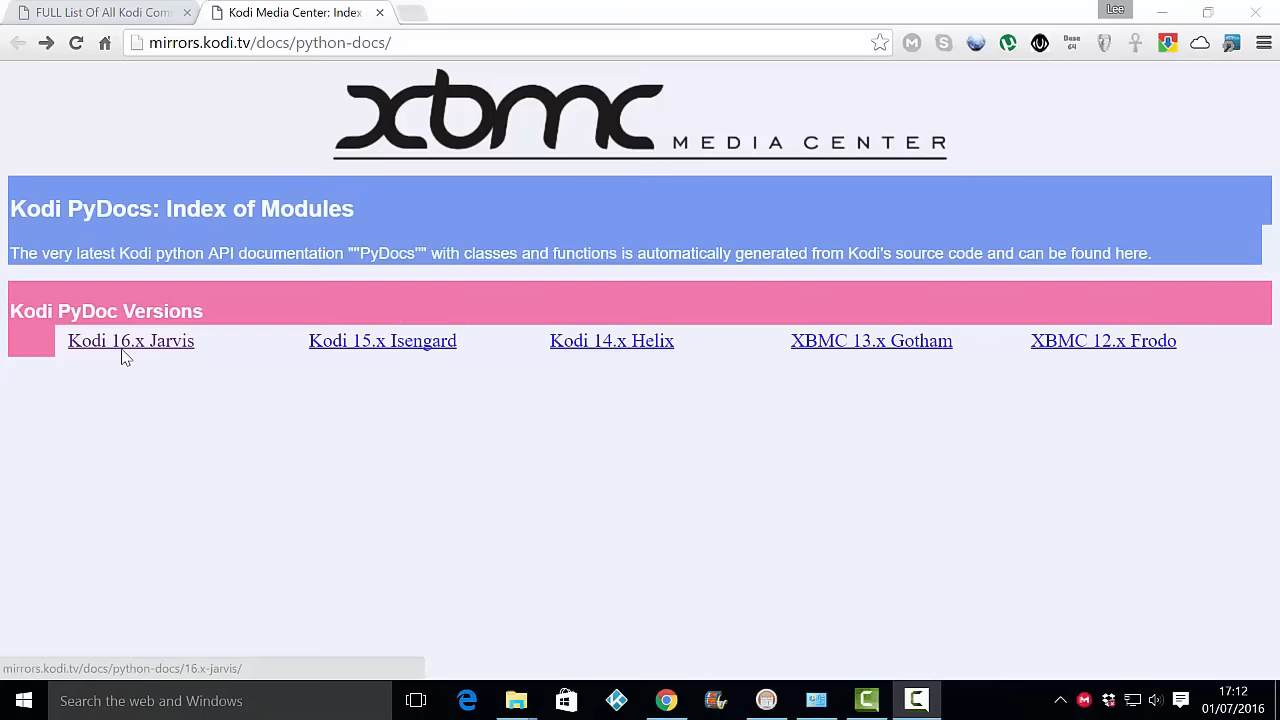 FULL List Of All Kodi Com
Kodi Media Center: Index
Lee
mirrors.kodi.tv/docs/python-docs/
Base 64
xbmc MEDIA CENTER
Kodi PyDocs: Index of Modules
The very latest Kodi python API documentation ""PyDocs"" with classes and functions is automatically generated from Kodi's source code and can be found here.
Kodi PyDoc Versions
Kodi 16.x Jarvis Kodi 15.x Isengard Kodi 14.x Helix XBMC 13.x Gotham XBMC 12.x Frodo
mirrors.kodi.tv/docs/python-docs/16.x-jarvis/
Search the web and Windows
17:12
01/07/2016